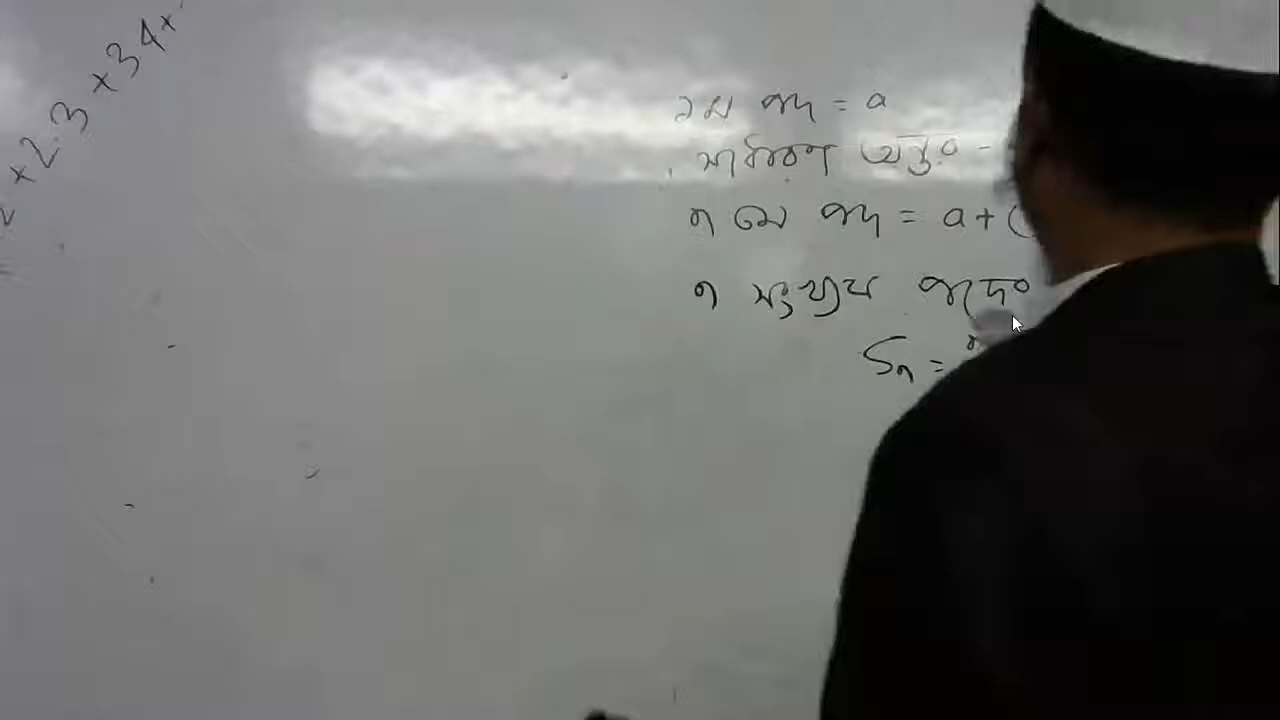 x 2.3 x 34 x
১ম পদ = a
সাধারণ অন্তর -
n তম পদ = a + (
n সংখ্যক পদের
Sn =